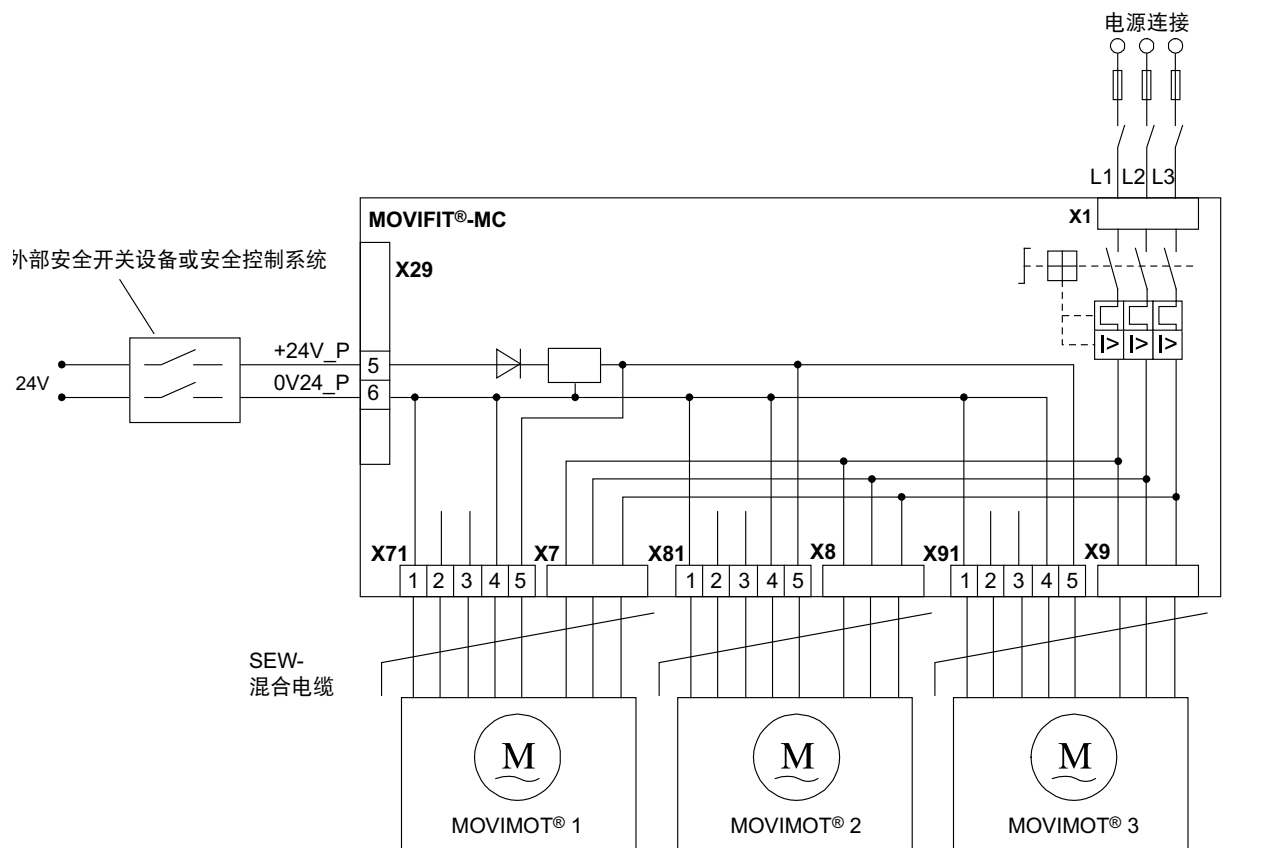 电源连接
L1 L2 L3
MOVIFIT®-MC
X1
外部安全开关设备或安全控制系统
X29
+24V_P
5
24V
0V24_P
6
I> I> I>
X71 X7 X81 X8 X91 X9
1 2 3 4 5 1 2 3 4 5 1 2 3 4 5
SEW-
混合电缆
M M M
MOVIMOT® 1 MOVIMOT® 2 MOVIMOT® 3